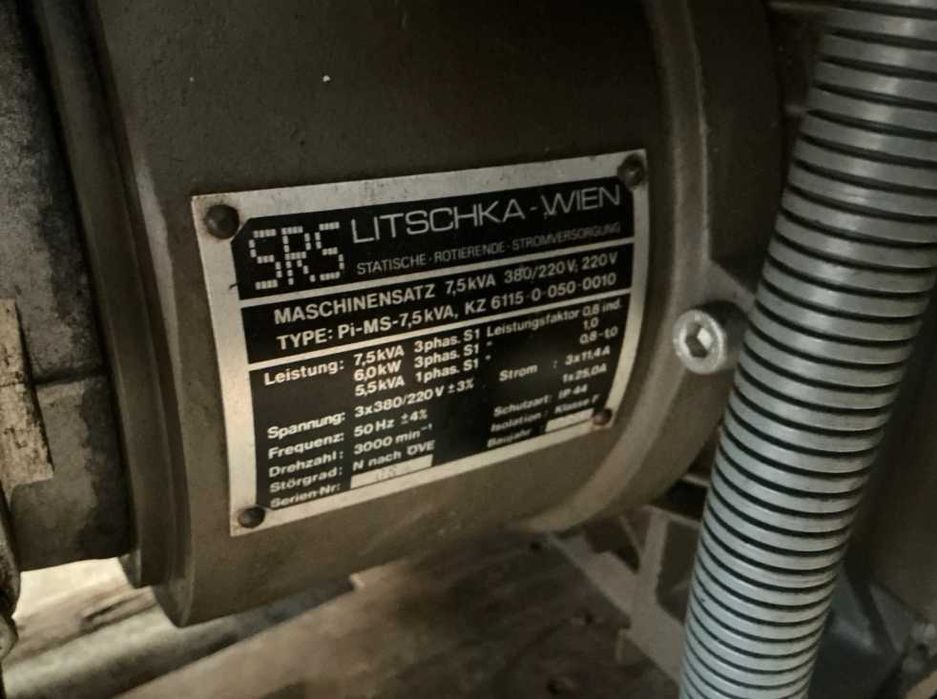 SRS LITSCHKA-WIEN
STATISCHE·ROTIERENDE·STROMVERSORGUNG
MASCHINENSATZ 7,5kVA 380/220V; 220V
TYPE: Pi-MS-7,5kVA, KZ 6115-0-050-0010
Leistung: 7,5kVA 3phas. S1 Leistungsfaktor 0,8 ind.
6,0kW 3phas. S1 " 1,0
5,5kVA 1phas. S1 " 0,8-1,0
Spannung: 3x380/220V ±3% Strom : 3x11,4A
1x25,0A
Frequenz: 50Hz ±4% Schutzart: IP 44
Drehzahl: 3000 min⁻¹ Isolation: Klasse F
Störgrad: N nach ÖVE Baujahr:
Serien-Nr: